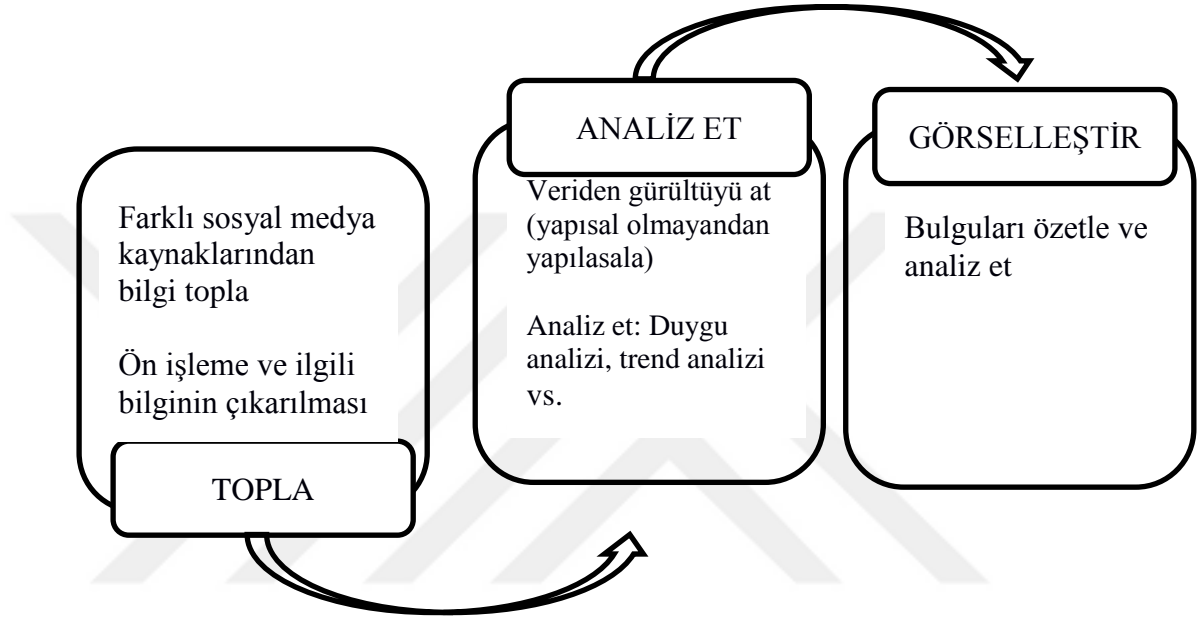 Farklı sosyal medya
kaynaklarından
bilgi topla
Ön işleme ve ilgili
bilginin çıkarılması
TOPLA
ANALİZ ET
Veriden gürültüyü at
(yapısal olmayandan
yapılasala)
Analiz et: Duygu
analizi, trend analizi
vs.
GÖRSELLEŞTİR
Bulguları özetle ve
analiz et